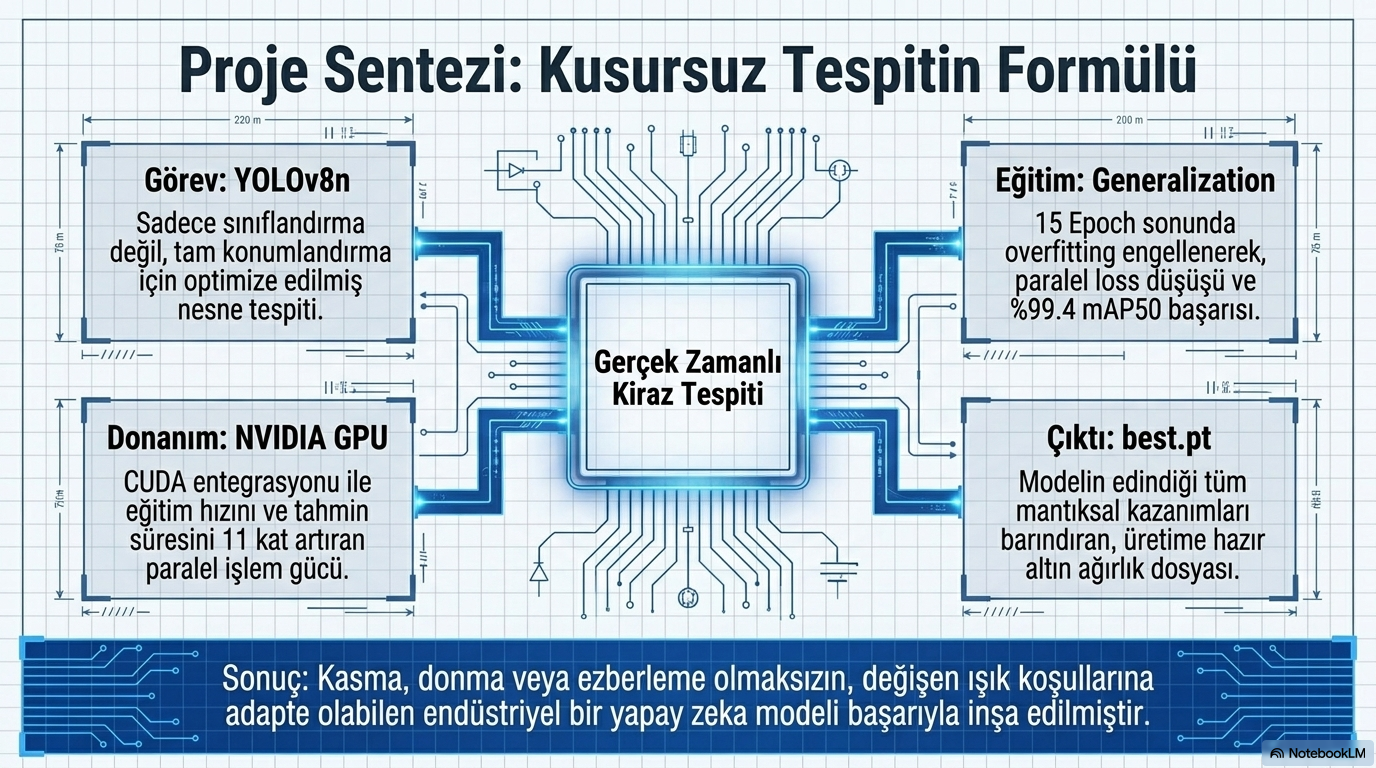 Proje Sentezi: Kusursuz Tespitin Formülü
220 m
Görev: YOLOv8n
Sadece sınıflandırma
değil, tam konumlandırma
için optimize edilmiş
nesne tespiti.
Donanım: NVIDIA GPU
CUDA entegrasyonu ile
eğitim hızını ve tahmin
süresini 11 kat artıran
paralel işlem gücü.
Gerçek Zamanlı
Kiraz Tespiti
200 m
Eğitim: Generalization
15 Epoch sonunda
overfitting engellenerek,
paralel loss düşüşü ve
%99.4 mAP50 başarısı.
Çıktı: best.pt
Modelin edindiği tüm
mantıksal kazanımları
barındıran, üretime hazır
altın ağırlık dosyası.
Sonuç: Kasma, donma veya ezberleme olmaksızın, değişen ışık koşullarına
adapte olabilen endüstriyel bir yapay zeka modeli başarıyla inşa edilmiştir.
NotebookLM